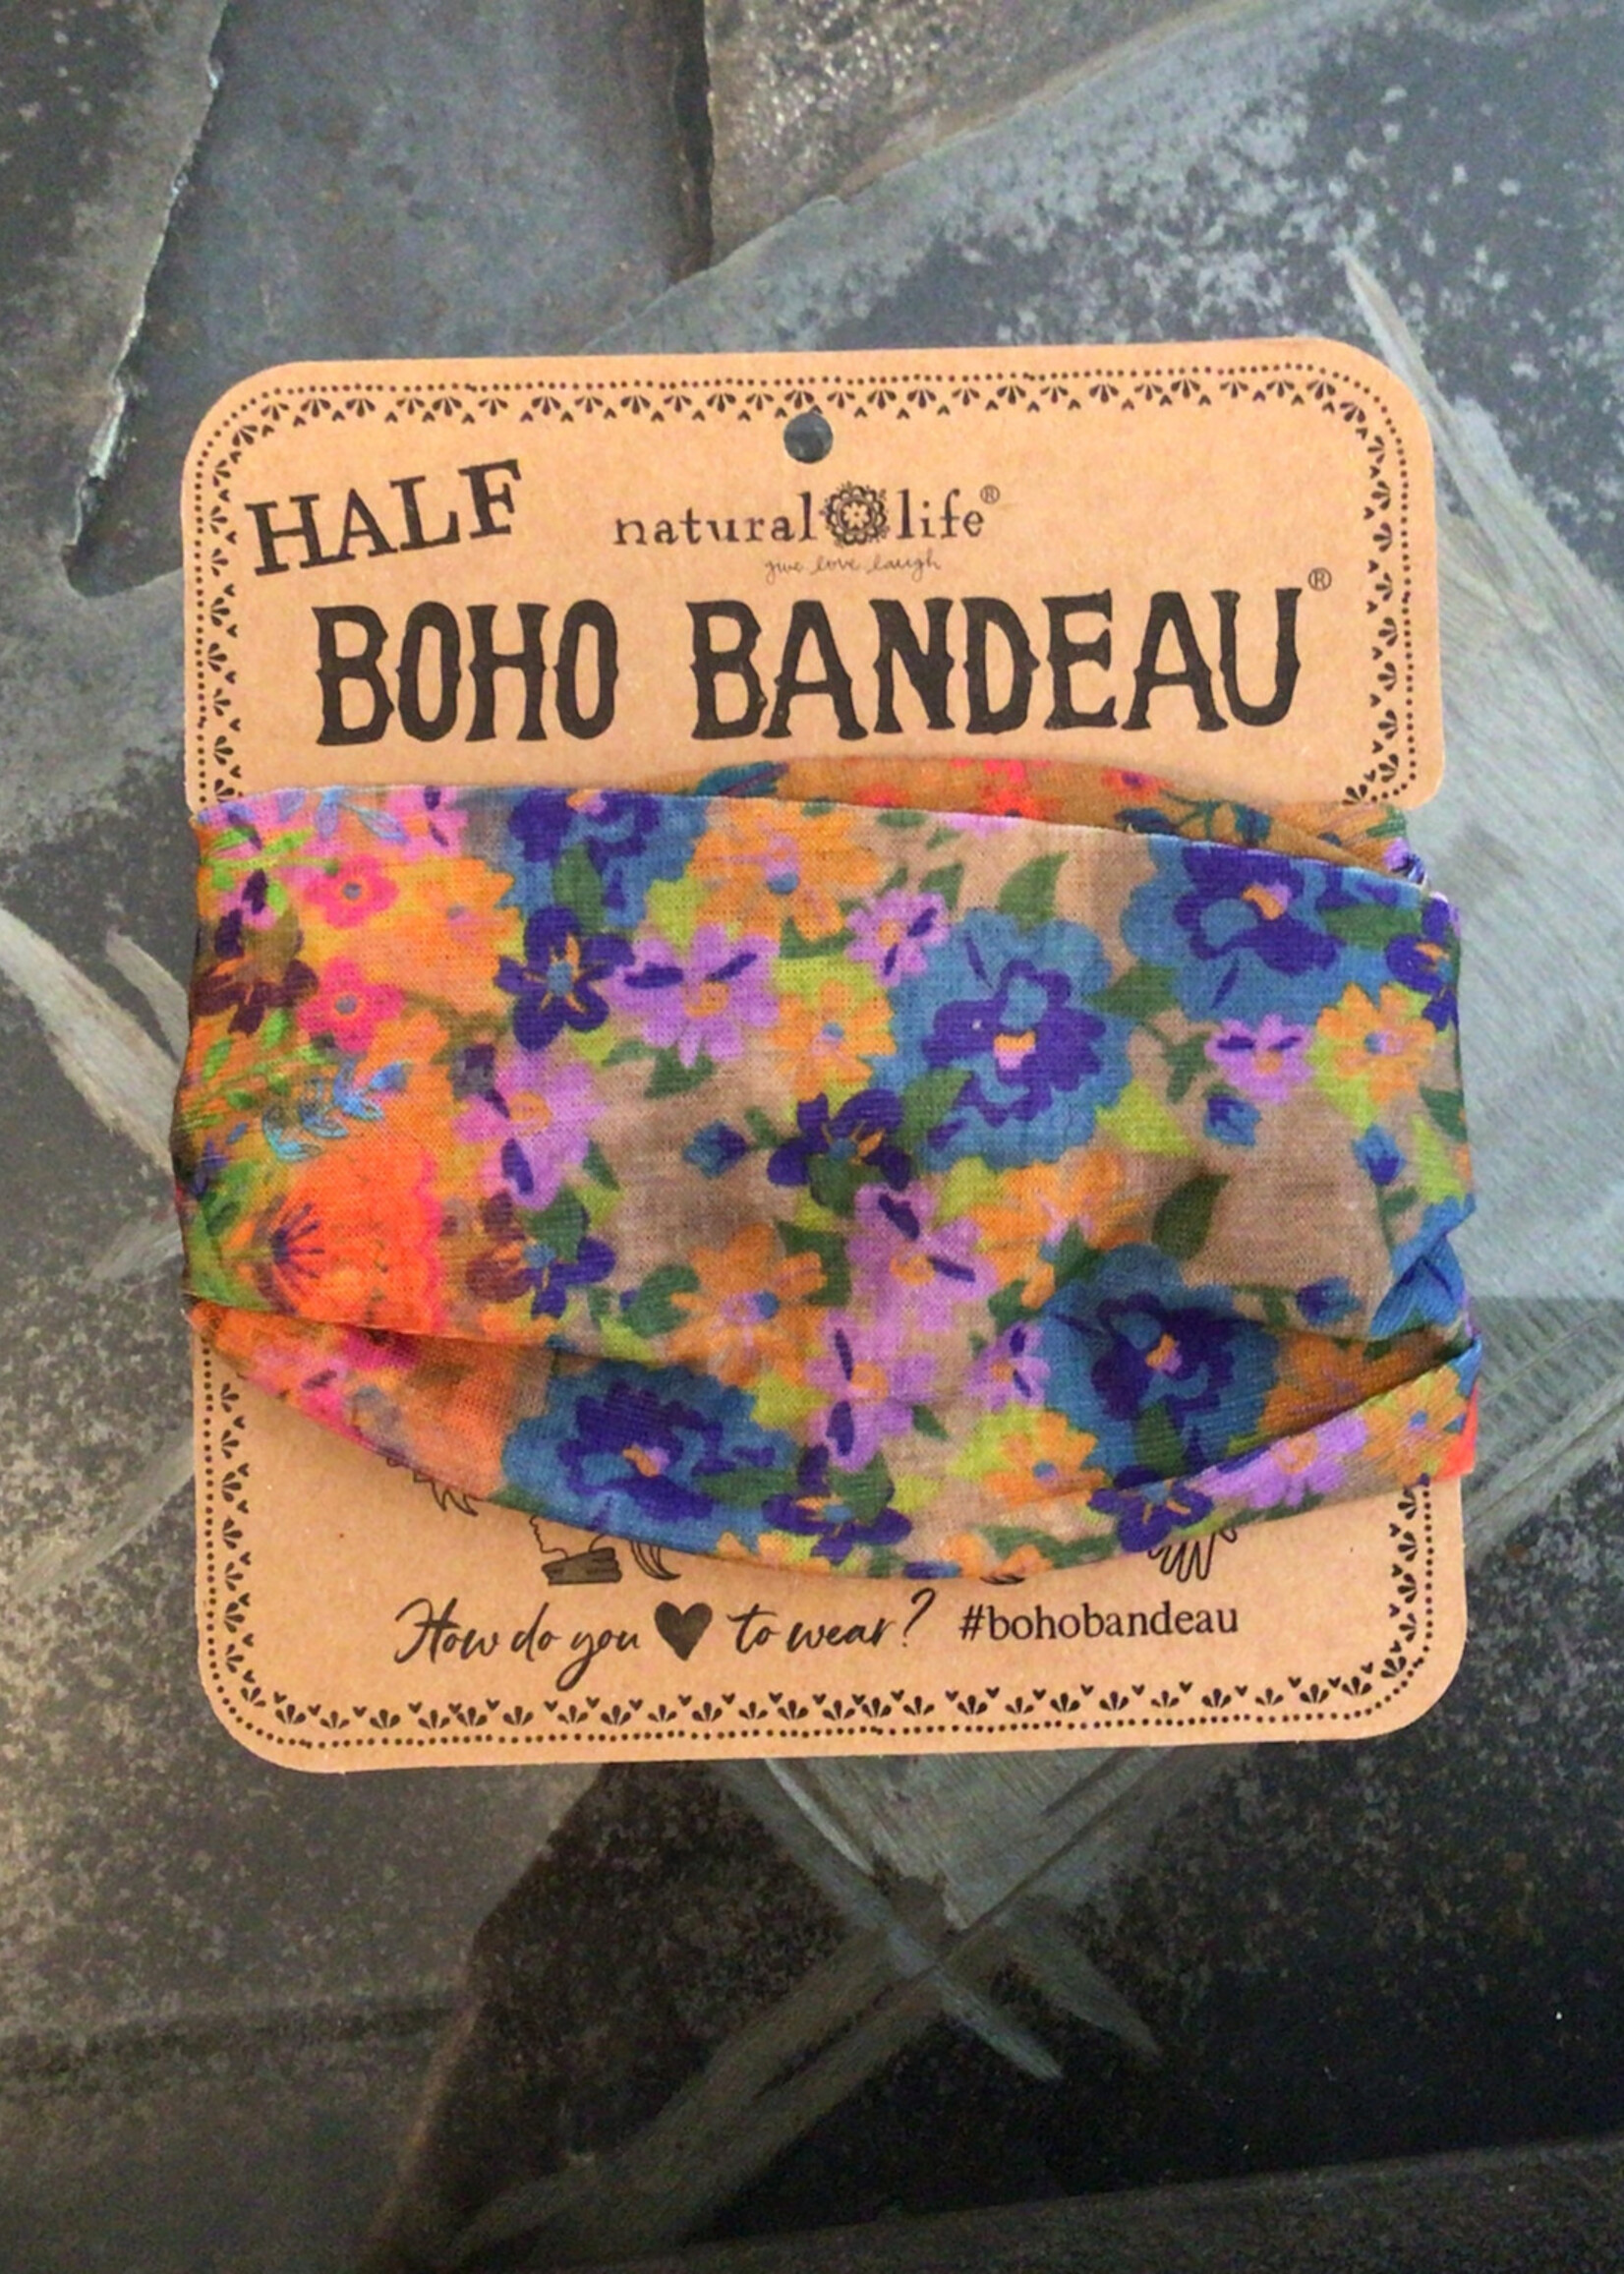 HALF
natural life®
give love laugh
BOHO BANDEAU®
How do you to wear? #bohobandeau